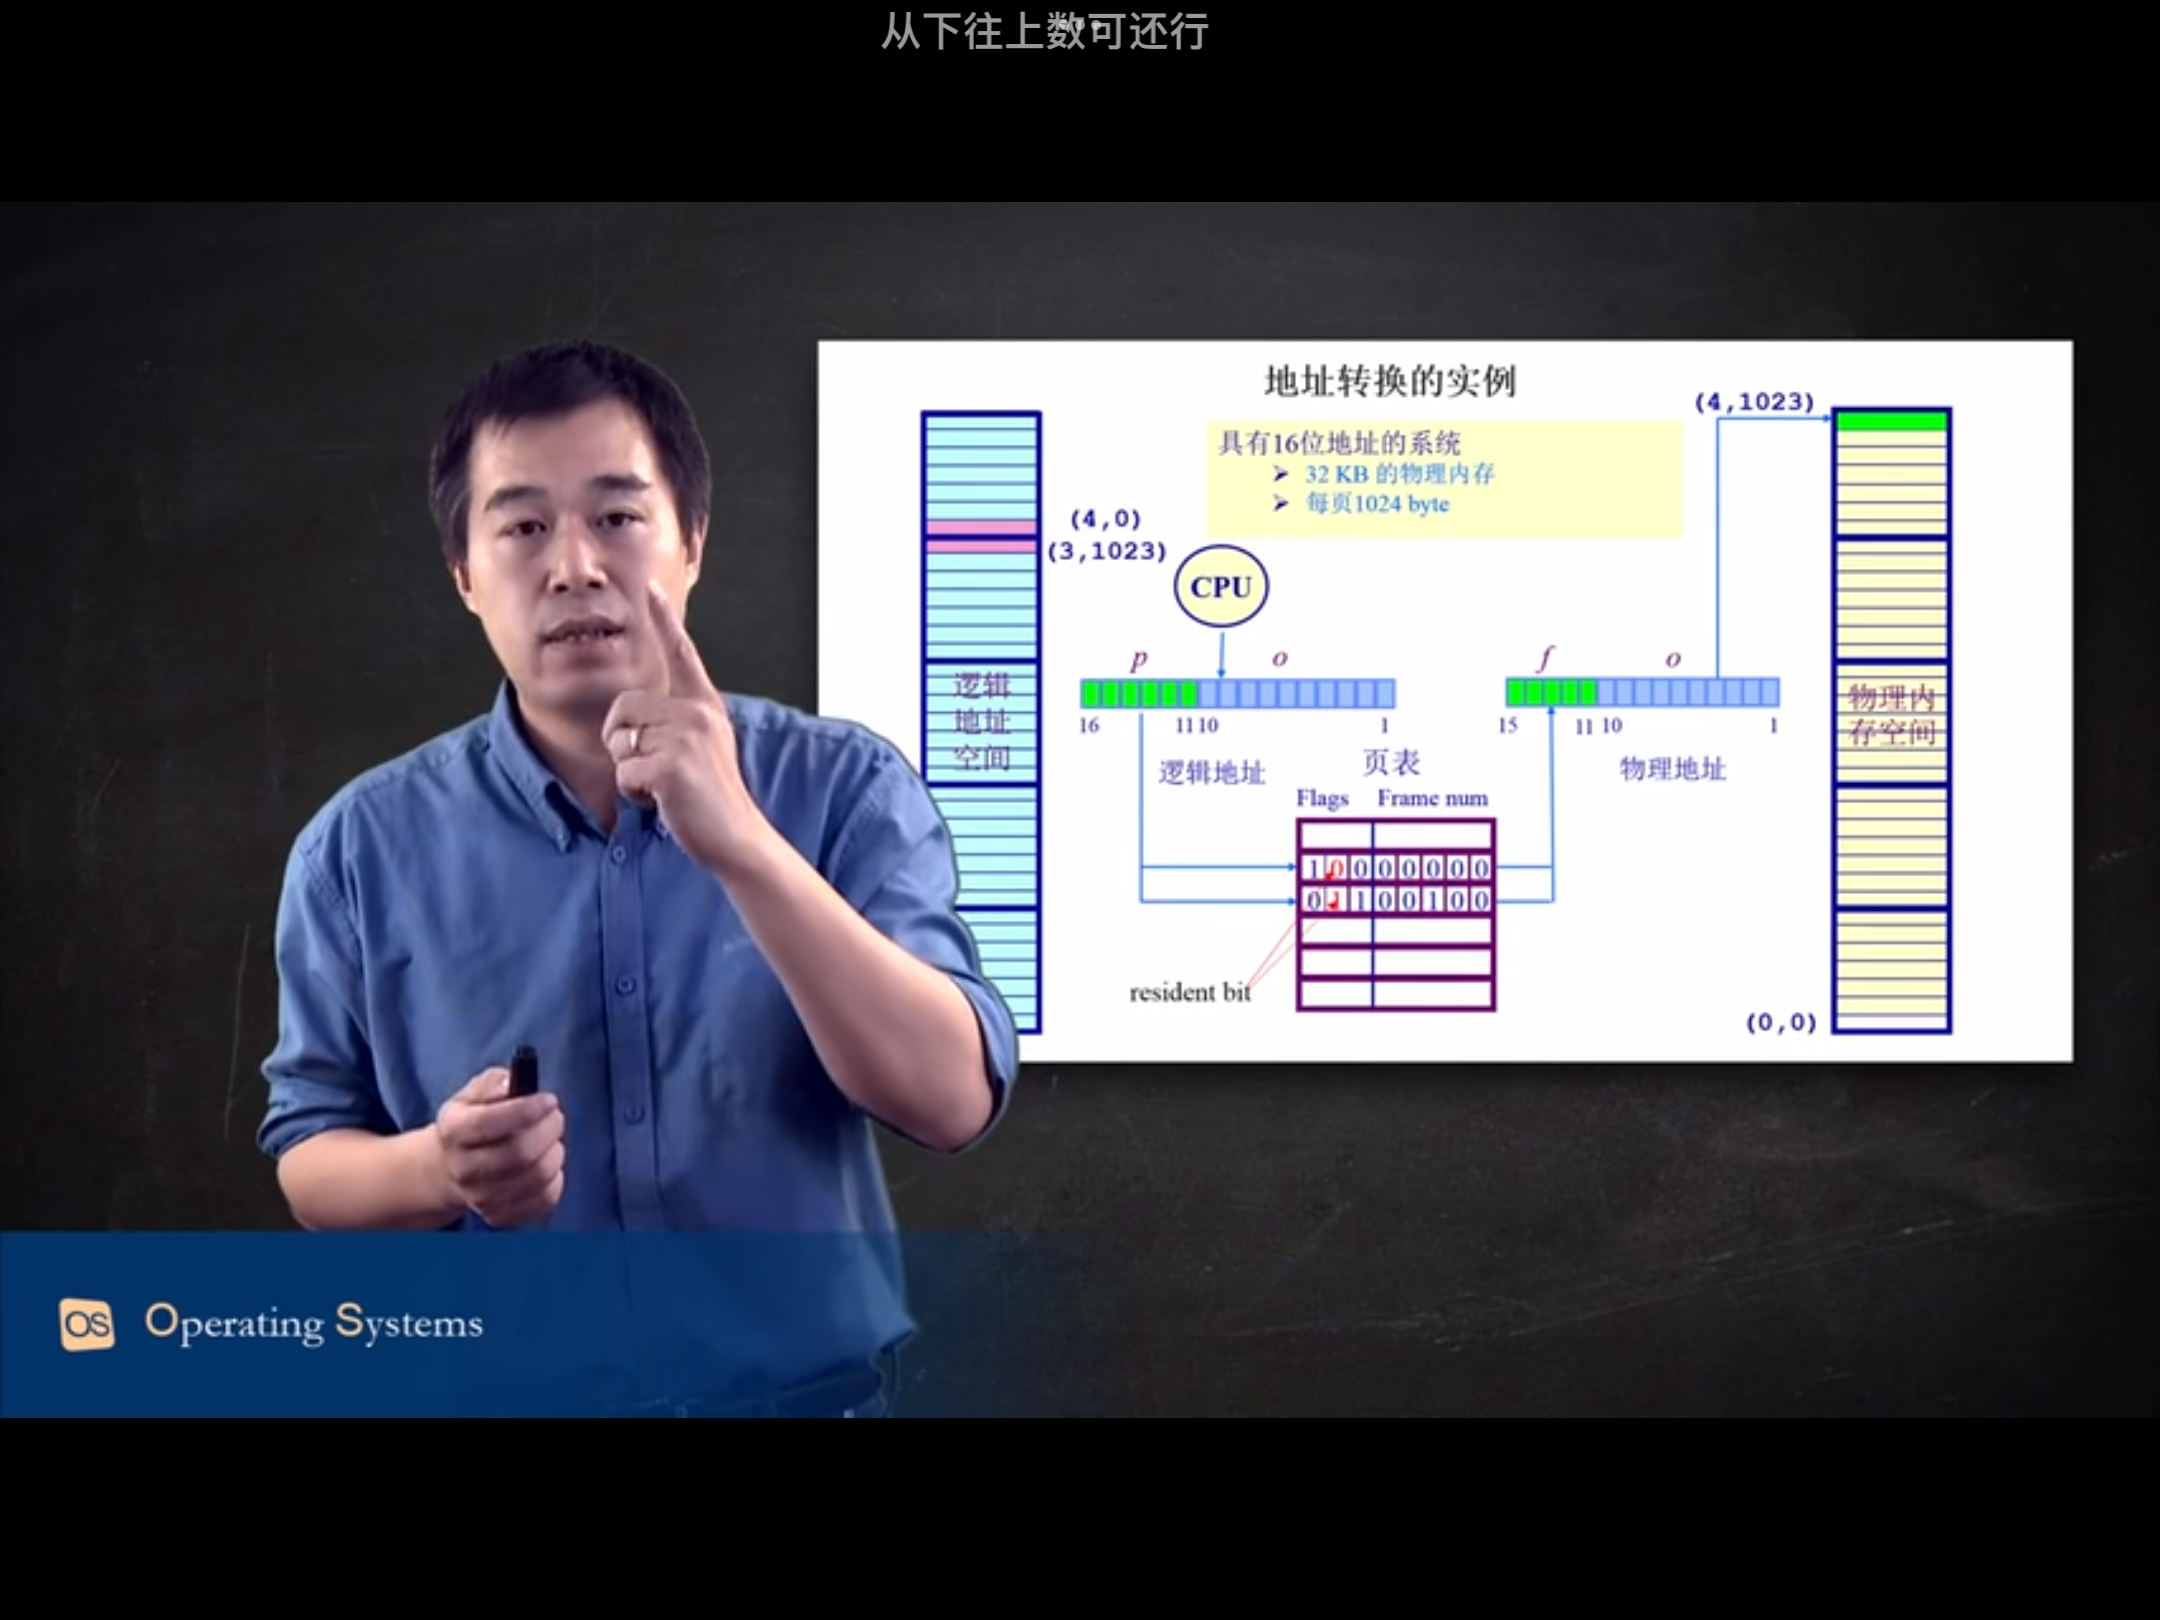 从下往上数可还行
地址转换的实例
(4,1023)
具有16位地址的系统
➢ 32 KB 的物理内存
➢ 每页1024 byte
(4,0)
(3,1023)
CPU
p o
f o
16 11 10 1
15 11 10 1
逻辑
地址
空间
物理内
存空间
逻辑地址
页表
物理地址
Flags Frame num
1 0 0 0 0 0 0 0
0 1 1 0 0 1 0 0
resident bit
(0,0)
OS Operating Systems